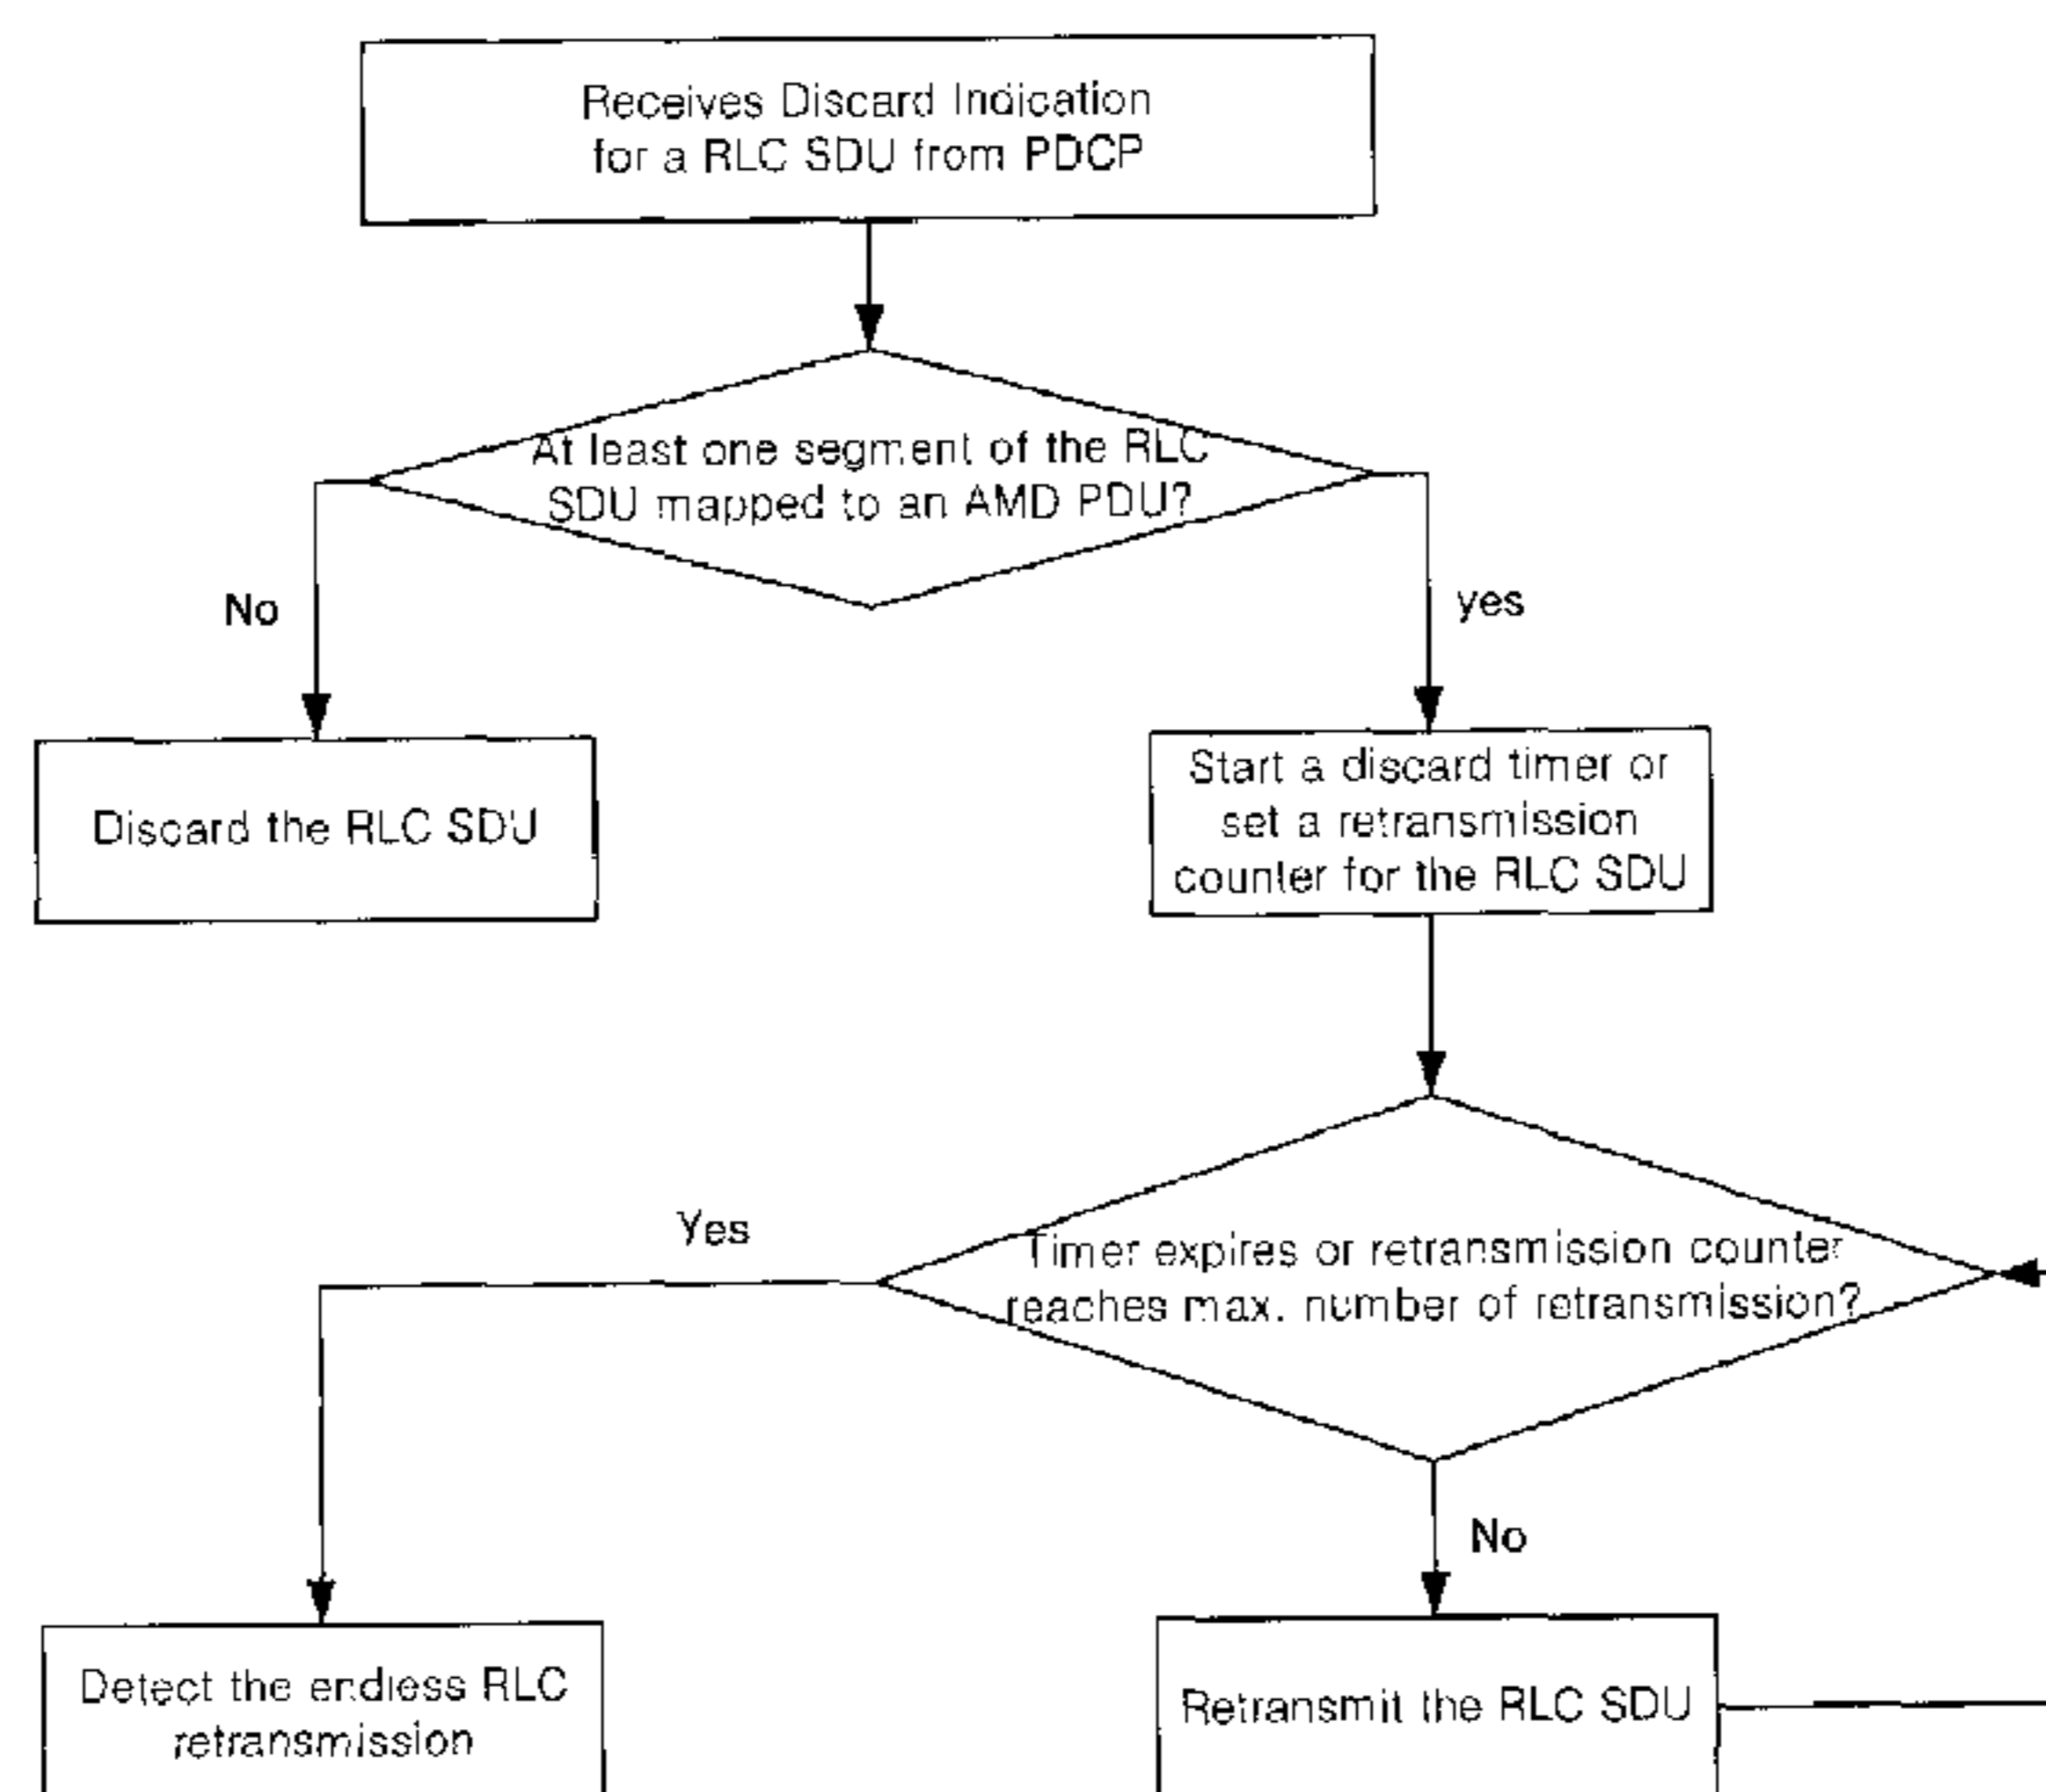 Receives Discard Indication
for a RLC SDU from PDCP
At least one segment of the RLC
SDU mapped to an AMD PDU?
No
yes
Discard the RLC SDU
Start a discard timer or
set a retransmission
counter for the RLC SDU
Yes
Timer expires or retransmission counter
reaches max. number of retransmission?
No
Detect the endless RLC
retransmission
Retransmit the RLC SDU